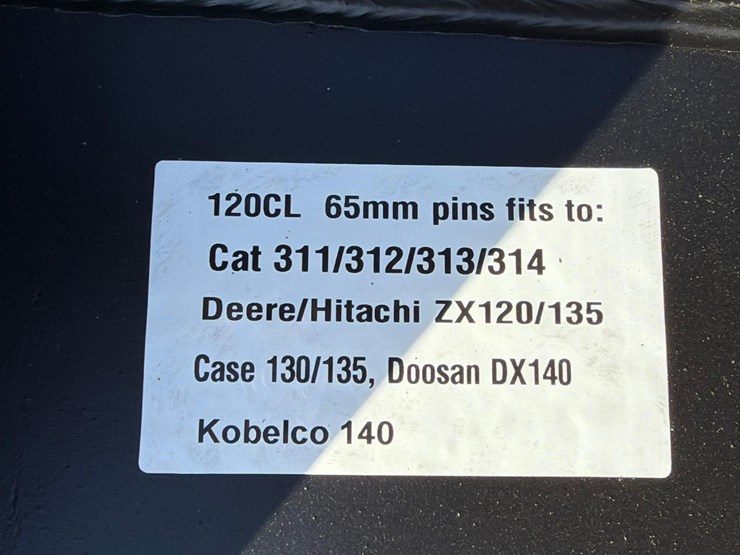 120CL 65mm pins fits to:
Cat 311/312/313/314
Deere/Hitachi ZX120/135
Case 130/135, Doosan DX140
Kobelco 140